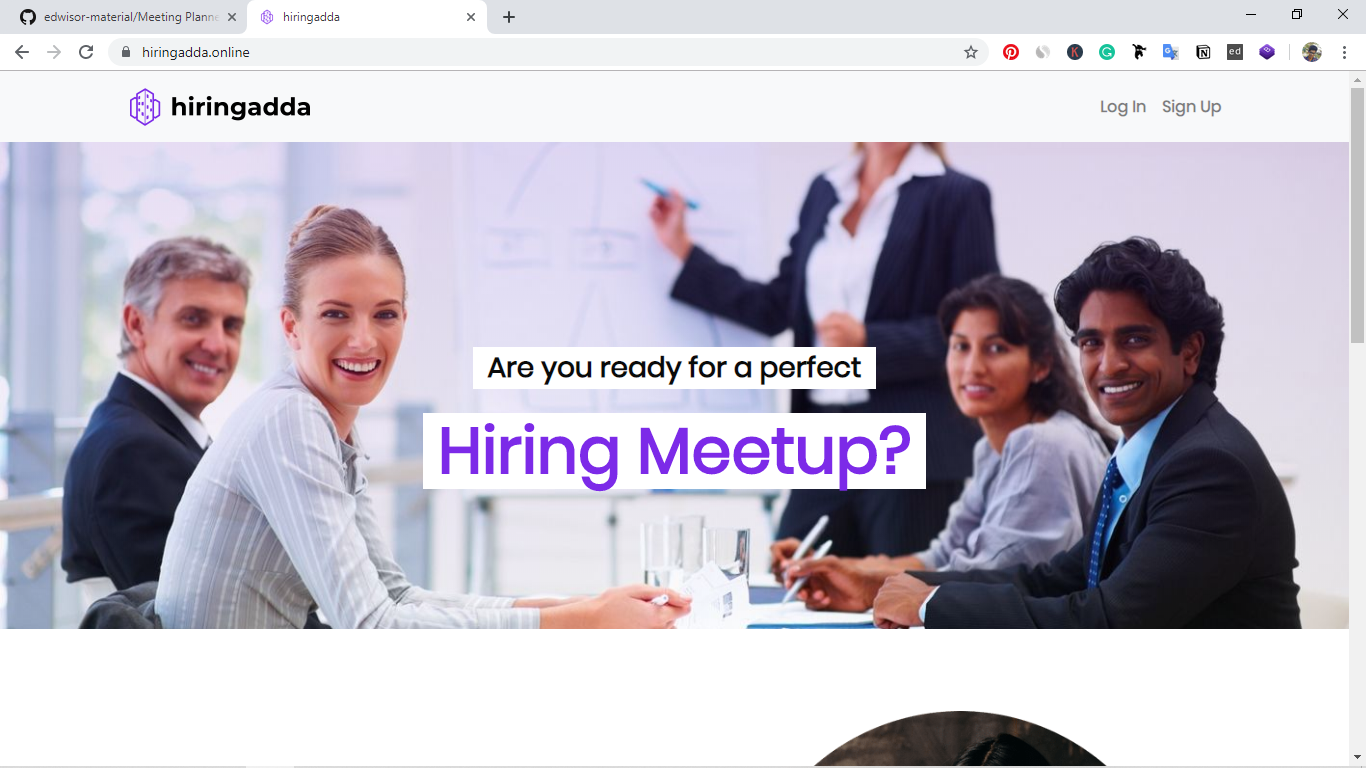 edwisor-material/Meeting Planne
hiringadda
hiringadda.online
K
G
N
ed
hiringadda
Log In
Sign Up
Are you ready for a perfect
Hiring Meetup?